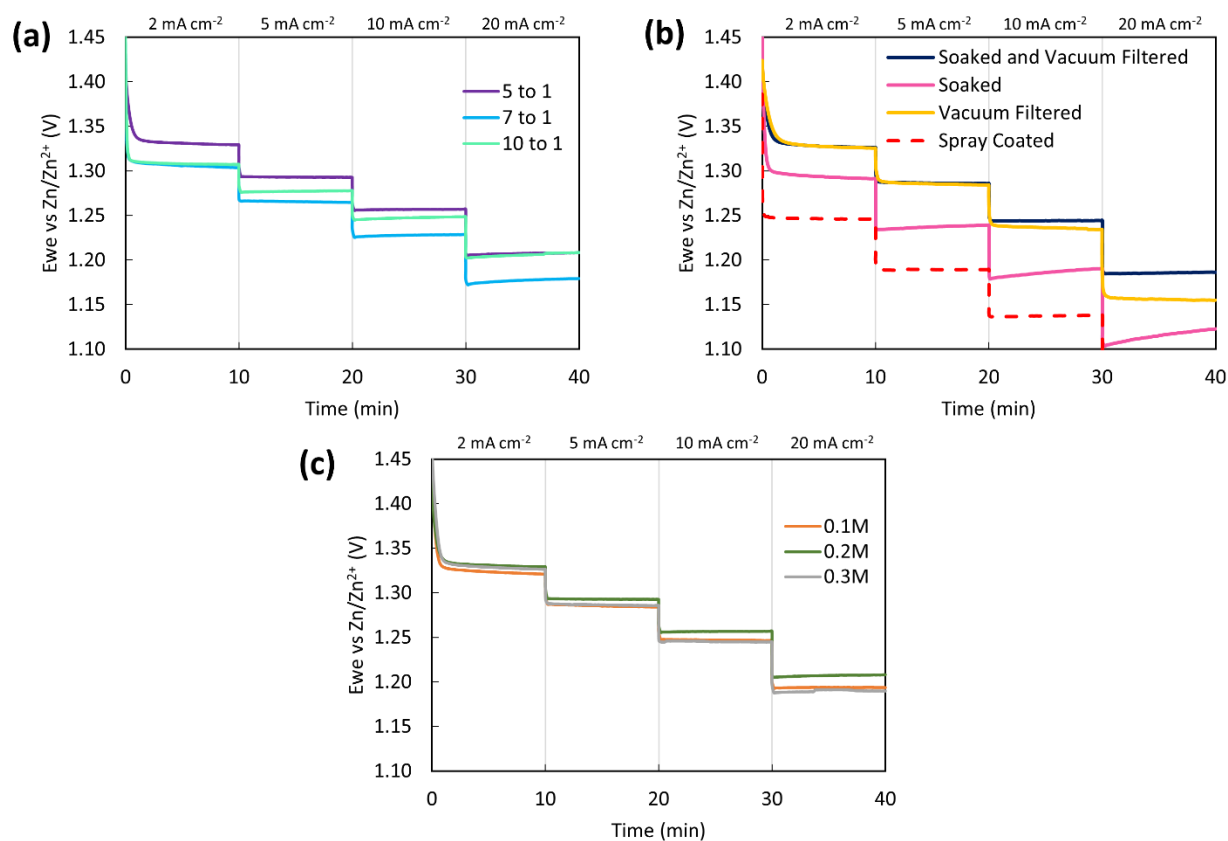 (a)
2 mA cm⁻² 5 mA cm⁻² 10 mA cm⁻² 20 mA cm⁻²
Ewe vs Zn/Zn²⁺ (V)
1.45
1.40
1.35
1.30
1.25
1.20
1.15
1.10
5 to 1
7 to 1
10 to 1
0 10 20 30 40
Time (min)
(b)
2 mA cm⁻² 5 mA cm⁻² 10 mA cm⁻² 20 mA cm⁻²
Ewe vs Zn/Zn²⁺ (V)
1.45
1.40
1.35
1.30
1.25
1.20
1.15
1.10
Soaked and Vacuum Filtered
Soaked
Vacuum Filtered
Spray Coated
0 10 20 30 40
Time (min)
(c)
2 mA cm⁻² 5 mA cm⁻² 10 mA cm⁻² 20 mA cm⁻²
Ewe vs Zn/Zn²⁺ (V)
1.45
1.40
1.35
1.30
1.25
1.20
1.15
1.10
0.1M
0.2M
0.3M
0 10 20 30 40
Time (min)